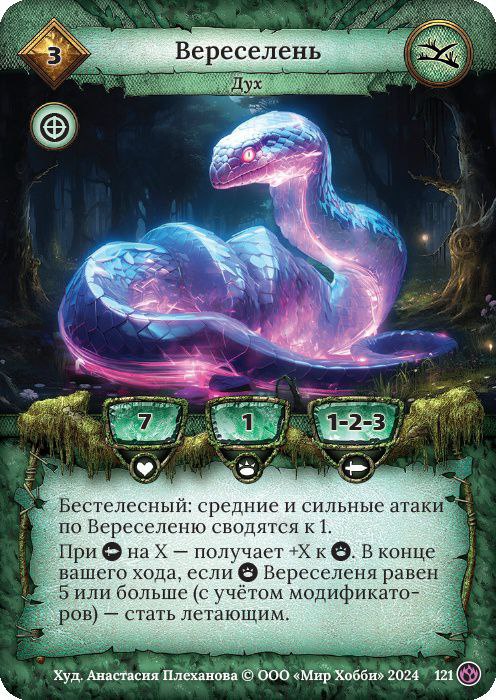 3
Вереселень
Дух
7
1
1-2-3
Бестелесный: средние и сильные атаки
по Вереселеню сводятся к 1.
При на X — получает +X к . В конце
вашего хода, если Вереселеня равен
5 или больше (с учётом модификато-
ров) — стать летающим.
Худ. Анастасия Плеханова © ООО «Мир Хобби» 2024 121